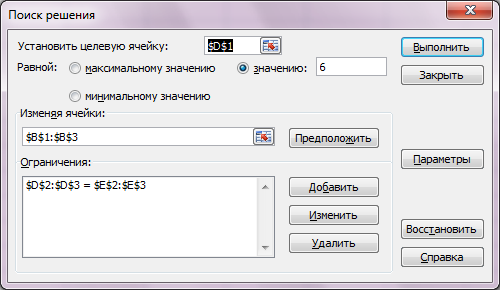 Поиск решения
Установить целевую ячейку: $D$1 Выполнить
Равной: максимальному значению значению: 6 Закрыть
минимальному значению
Изменяя ячейки:
$B$1:$B$3 Предположить
Ограничения: Параметры
$D$2:$D$3 = $E$2:$E$3 Добавить
Изменить
Восстановить
Удалить
Справка